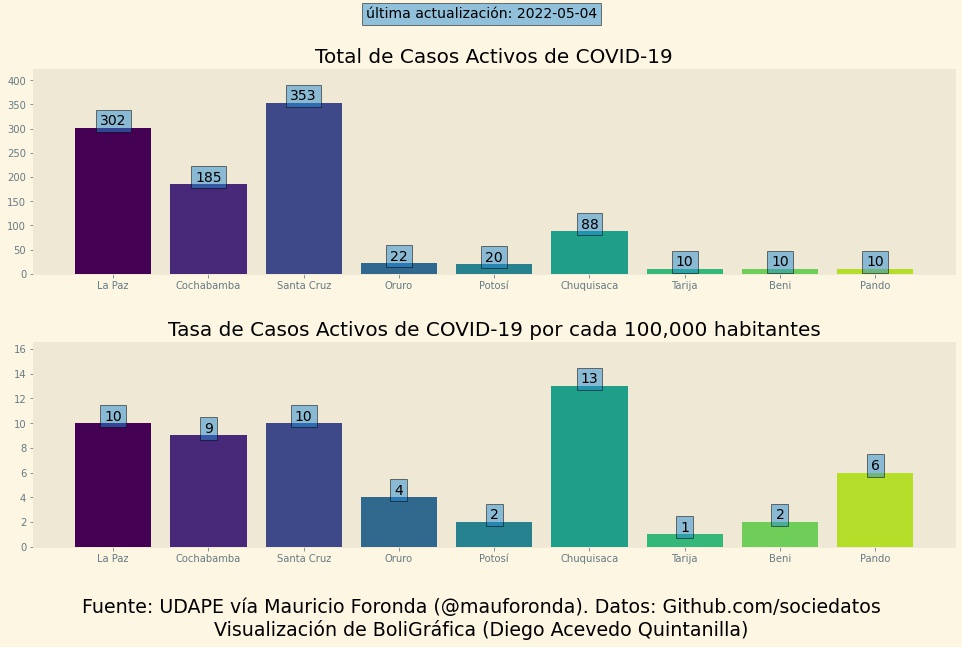 última actualización: 2022-05-04
Total de Casos Activos de COVID-19
400
350
300
250
200
150
100
50
0
302
185
353
22
20
88
10
10
10
La Paz
Cochabamba
Santa Cruz
Oruro
Potosí
Chuquisaca
Tarija
Beni
Pando
Tasa de Casos Activos de COVID-19 por cada 100,000 habitantes
16
14
12
10
8
6
4
2
0
10
9
10
4
2
13
1
2
6
La Paz
Cochabamba
Santa Cruz
Oruro
Potosí
Chuquisaca
Tarija
Beni
Pando
Fuente: UDAPE vía Mauricio Foronda (@mauforonda). Datos: Github.com/sociedatos
Visualización de BoliGráfica (Diego Acevedo Quintanilla)